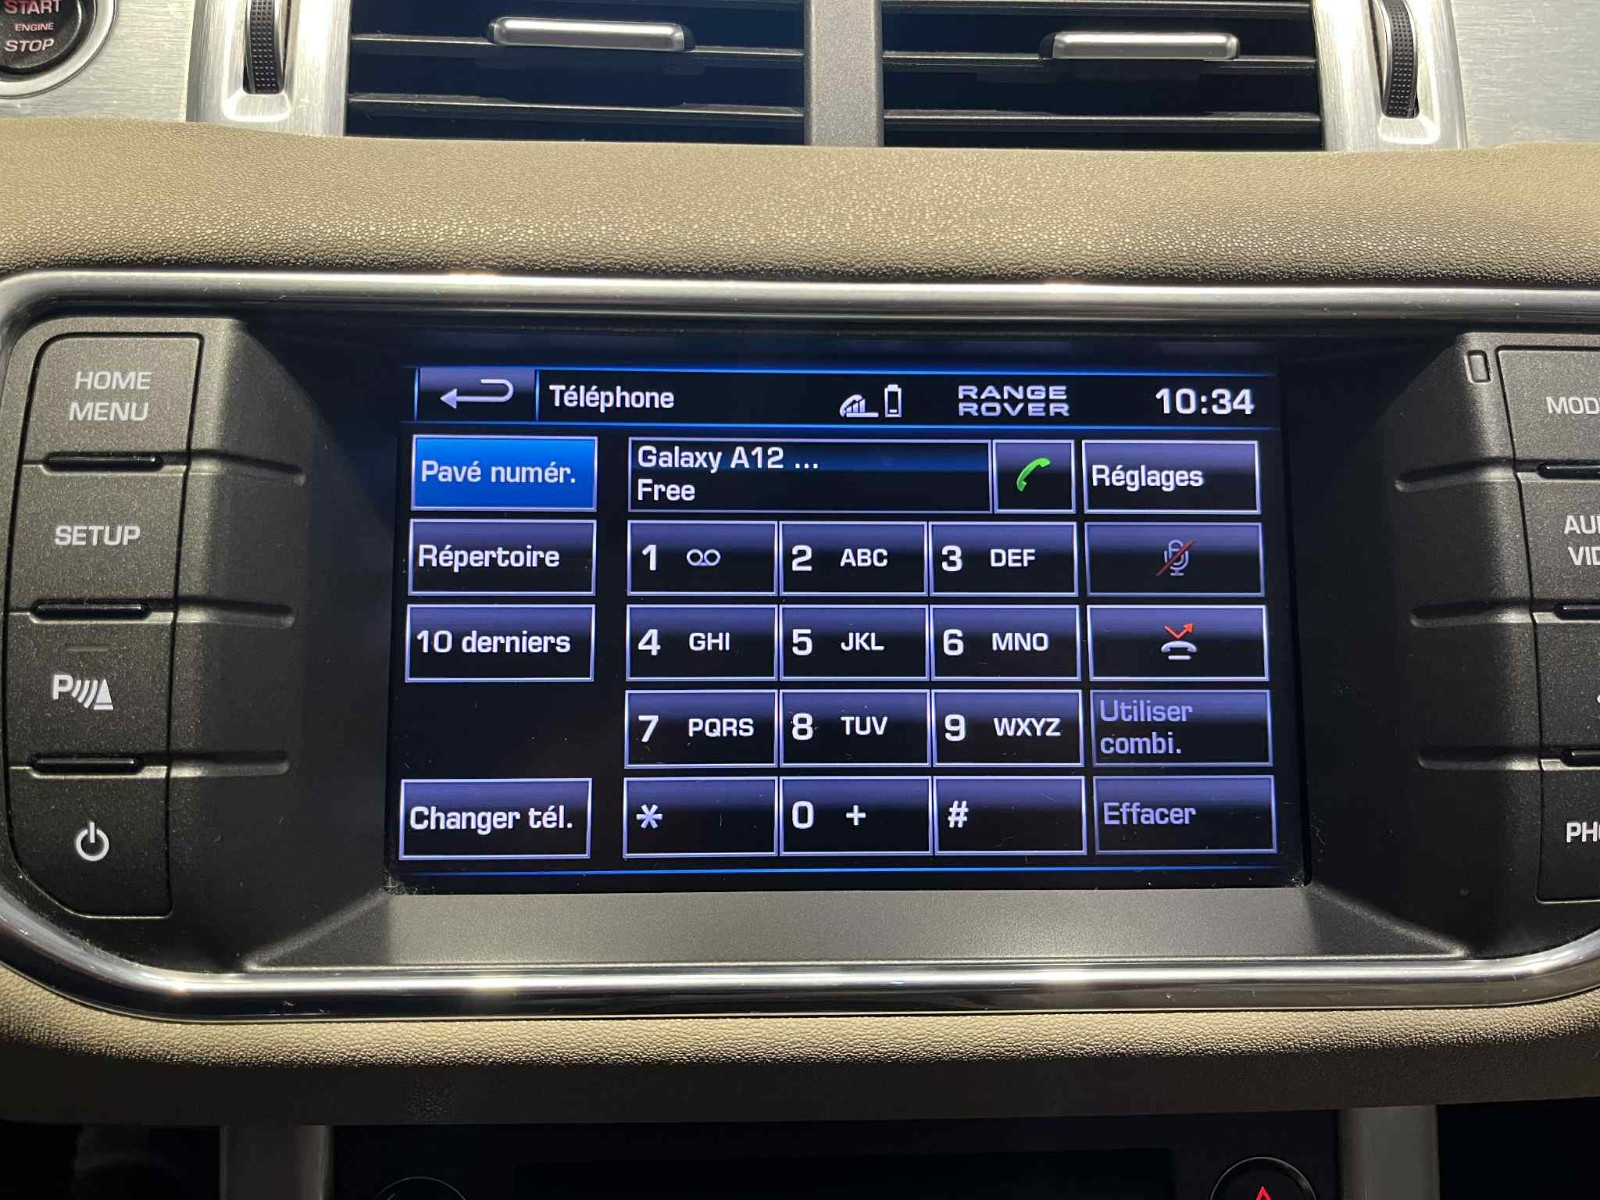 START
ENGINE
STOP
HOME
MENU
SETUP
P
Téléphone
RANGE
ROVER
10:34
Pavé numér.
Galaxy A12 ...
Free
Réglages
Répertoire
1
2 ABC
3 DEF
10 derniers
4 GHI
5 JKL
6 MNO
7 PQRS
8 TUV
9 WXYZ
Utiliser
combi.
Changer tél.
*
0 +
#
Effacer